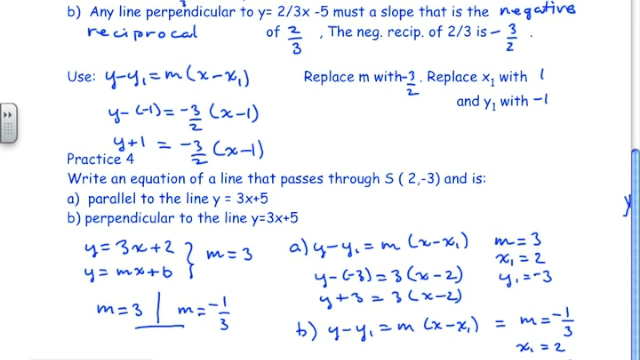 b) Any line perpendicular to y= 2/3x -5 must a slope that is the negative
reciprocal of 2/3 , The neg. recip. of 2/3 is -3/2 .
Use: y-y₁=m(x-x₁) Replace m with -3/2 . Replace x₁ with 1
y-(-1)=-3/2(x-1) and y₁ with -1
y+1 = -3/2(x-1)
Practice 4
Write an equation of a line that passes through S ( 2,-3) and is:
a) parallel to the line y = 3x+5
b) perpendicular to the line y=3x+5
y=3x+2
y=mx+b } m=3
m=3 | m=-1/3
a) y-y₁=m(x-x₁) m=3
x₁=2
y-(-3)=3(x-2) y₁=-3
y+3=3(x-2)
b) y-y₁=m(x-x₁) = m=-1/3
x₁=2